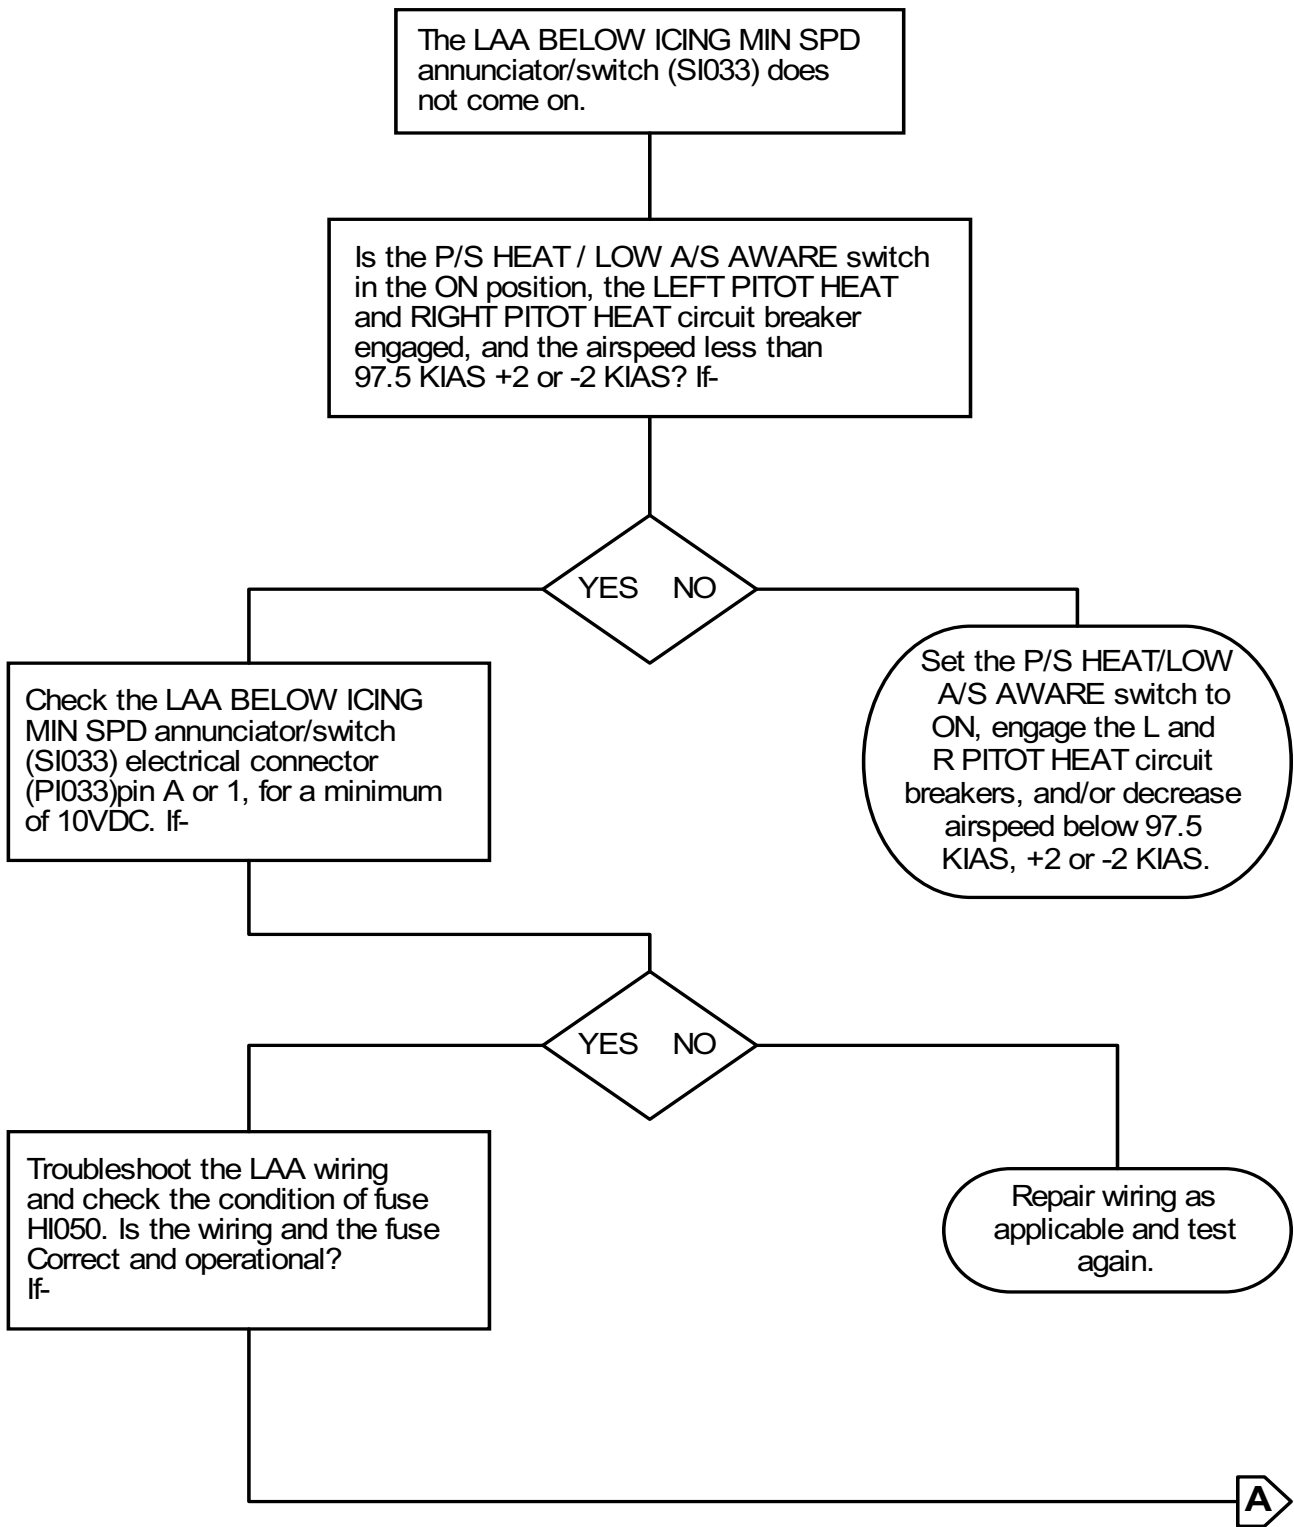 The LAA BELOW ICING MIN SPD
annunciator/switch (SI033) does
not come on.
Is the P/S HEAT / LOW A/S AWARE switch
in the ON position, the LEFT PITOT HEAT
and RIGHT PITOT HEAT circuit breaker
engaged, and the airspeed less than
97.5 KIAS +2 or -2 KIAS? If-
YES NO
Check the LAA BELOW ICING
MIN SPD annunciator/switch
(SI033) electrical connector
(PI033)pin A or 1, for a minimum
of 10VDC. If-
Set the P/S HEAT/LOW
A/S AWARE switch to
ON, engage the L and
R PITOT HEAT circuit
breakers, and/or decrease
airspeed below 97.5
KIAS, +2 or -2 KIAS.
YES NO
Troubleshoot the LAA wiring
and check the condition of fuse
HI050. Is the wiring and the fuse
Correct and operational?
If-
Repair wiring as
applicable and test
again.
A